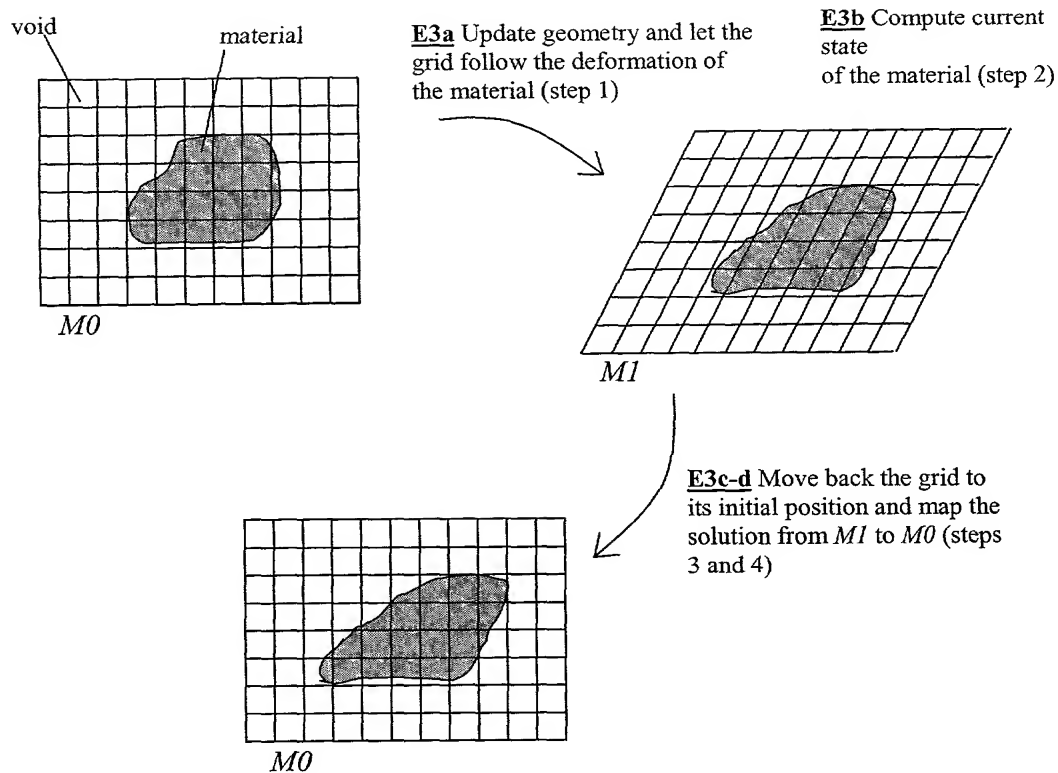 void
material
E3a Update geometry and let the
grid follow the deformation of
the material (step 1)
E3b Compute current
state
of the material (step 2)
M0
M1
E3c-d Move back the grid to
its initial position and map the
solution from M1 to M0 (steps
3 and 4)
M0